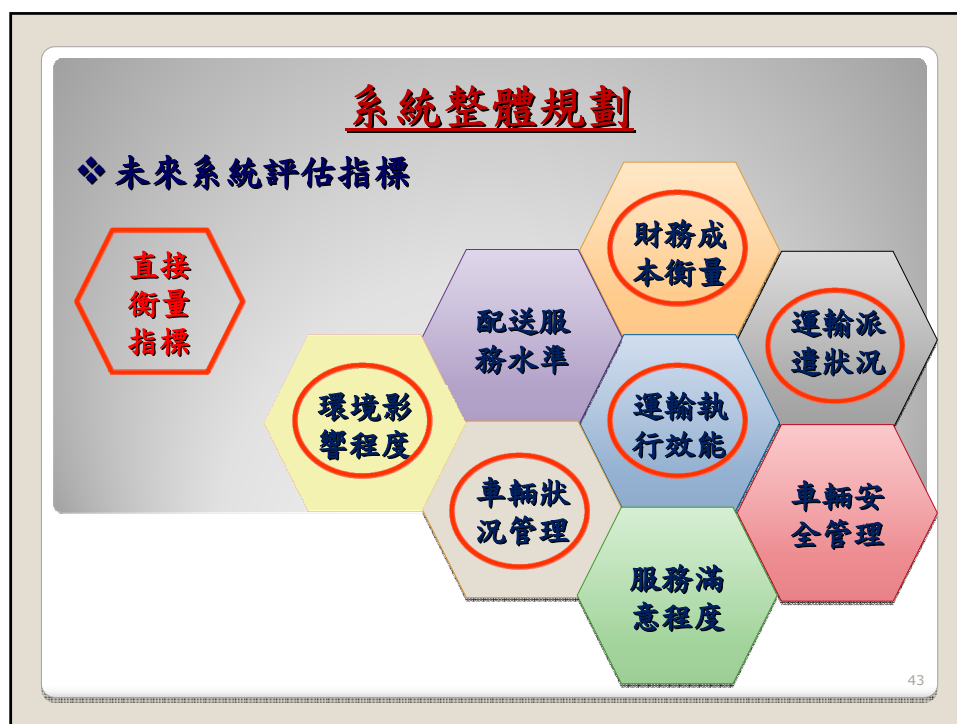 系統整體規劃
❖未來系統評估指標
直接
衡量
指標
財務成
本衡量
配送服
務水準
運輸派
遣狀況
環境影
響程度
運輸執
行效能
車輛狀
況管理
車輛安
全管理
服務滿
意程度
43